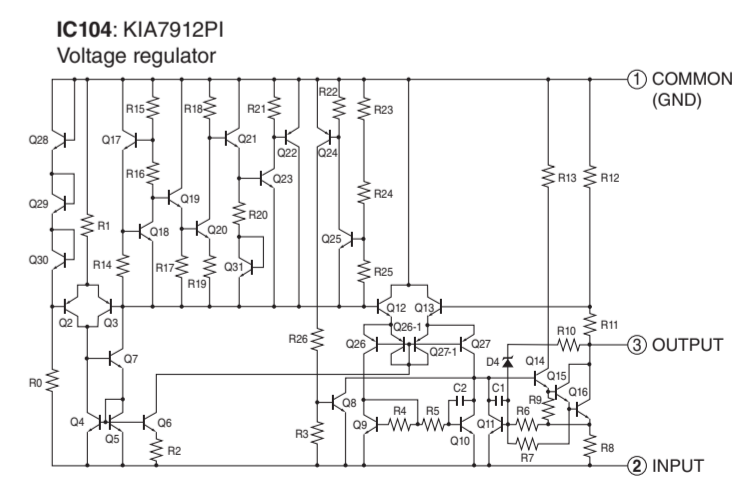 IC104: KIA7912PI
Voltage regulator
1 COMMON
(GND)
R22
R15 R18 R21 R23
Q28 Q17 Q21 Q22 Q24
R16 Q23 R13 R12
Q29 Q19 R24
R1 R20
Q18 Q20 Q25
Q30 R14 R17 Q31 R25
R19
Q2 Q3 Q12 Q13
Q26-1 R11
R26 R10
Q26 Q27-1 Q27 3 OUTPUT
Q7 D4 Q14
R0 Q15
C2 C1 Q16
Q8 R9
Q4 Q5 Q6 R4 R5 R6
R3 Q9 Q10 Q11
R2 R7 R8
2 INPUT